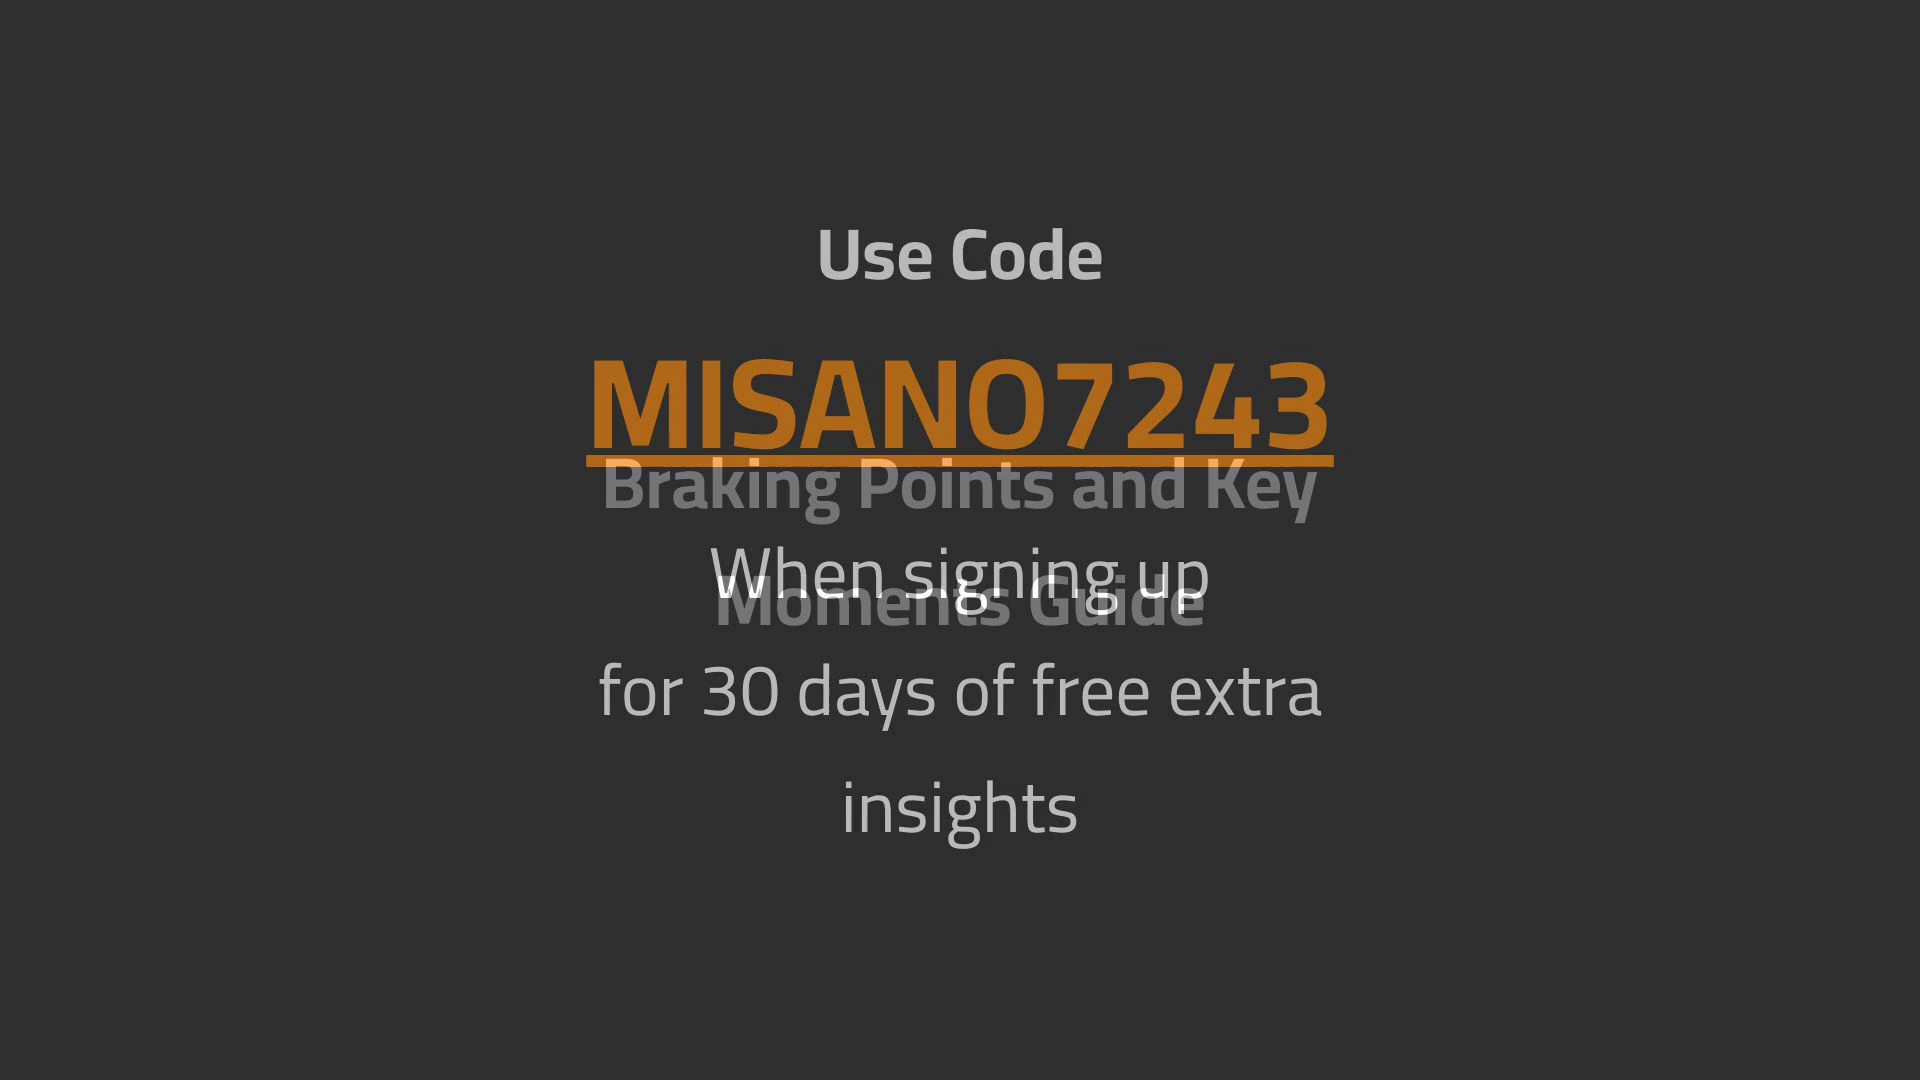 Use Code
MISANO7243
Braking Points and Key
When signing up
Moments Guide
for 30 days of free extra
insights